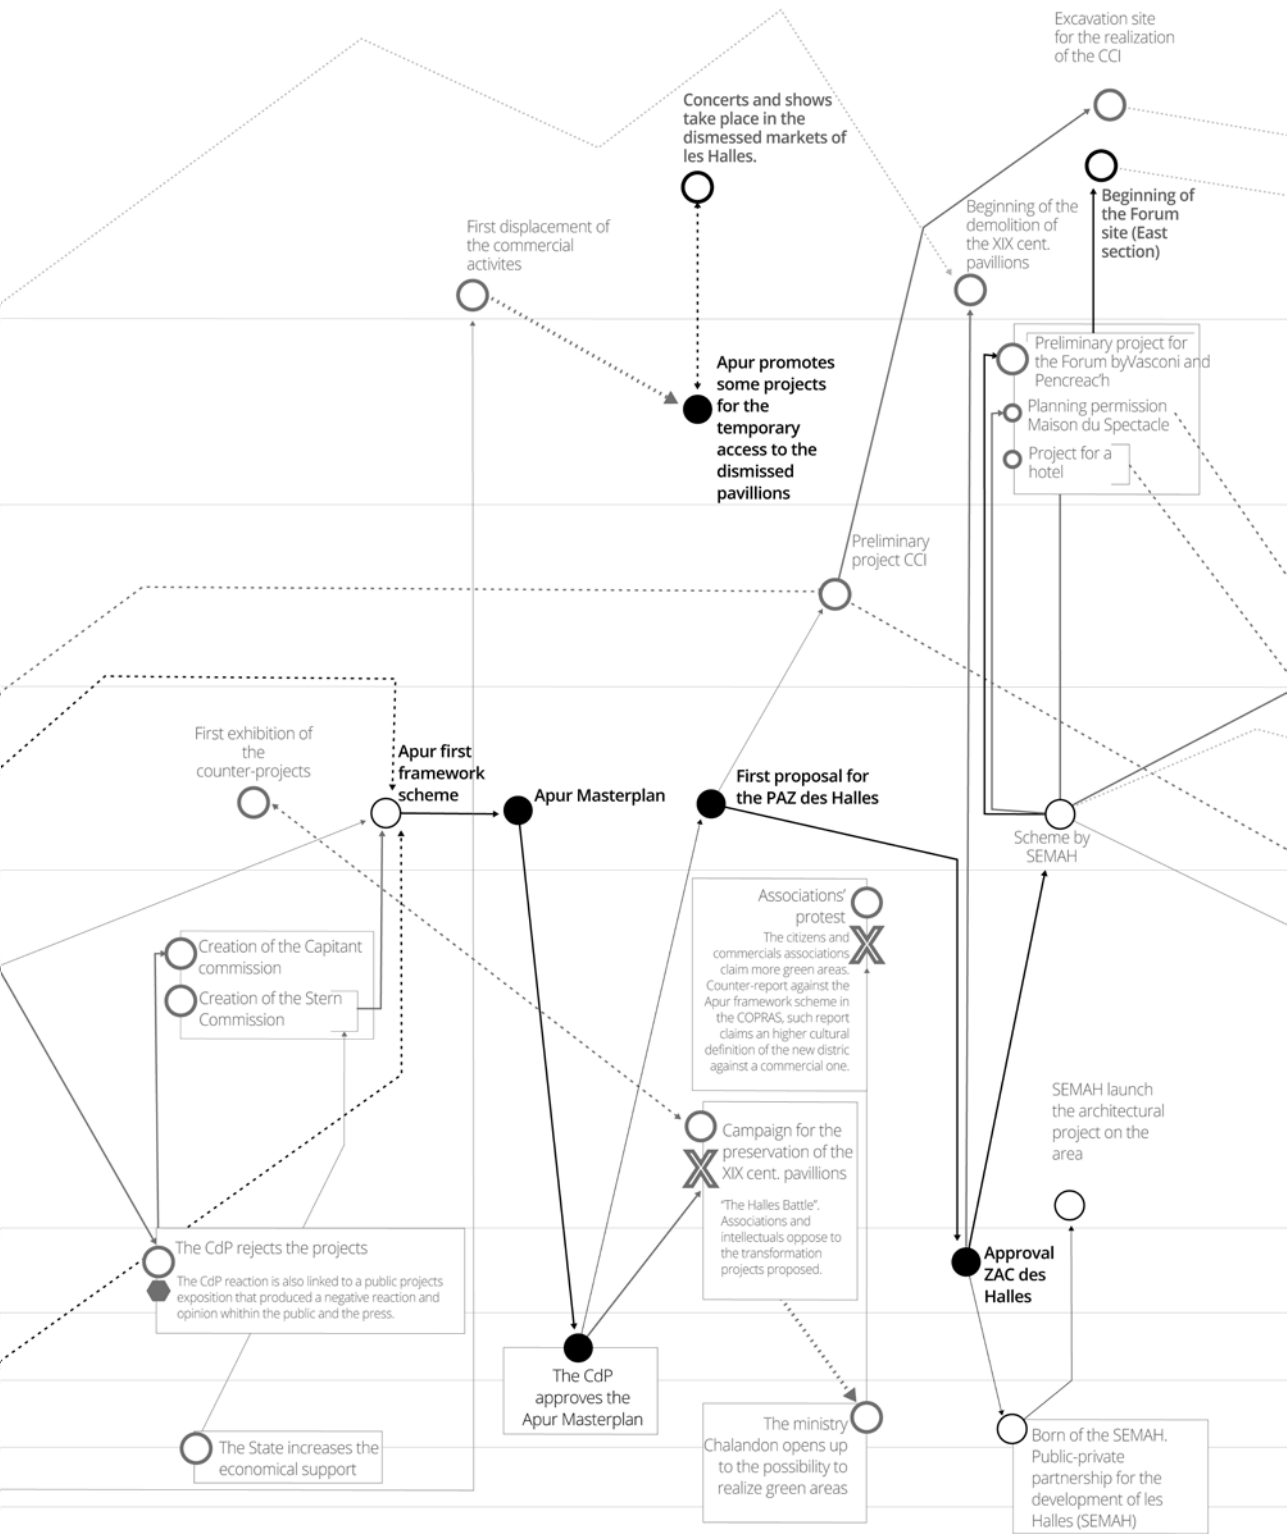 Excavation site
for the realization
of the CCI
Concerts and shows
take place in the
dismessed markets of
les Halles.
Beginning of
the Forum
site (East
section)
Beginning of the
demolition of
the XIX cent.
pavillions
First displacement of
the commercial
activites
Preliminary project for
the Forum byVasconi and
Pencreac'h
Planning permission
Maison du Spectacle
Project for a
hotel
Apur promotes
some projects
for the
temporary
access to the
dismissed
pavillions
Preliminary
project CCI
First exhibition of
the
counter-projects
Apur first
framework
scheme
Apur Masterplan
First proposal for
the PAZ des Halles
Scheme by
SEMAH
Associations'
protest
The citizens and
commercials associations
claim more green areas.
Counter-report against the
Apur framework scheme in
the COPRAS, such report
claims an higher cultural
definition of the new distric
against a commercial one.
Creation of the Capitant
commission
Creation of the Stern
Commission
SEMAH launch
the architectural
project on the
area
Campaign for the
preservation of the
XIX cent. pavillions
"The Halles Battle".
Associations and
intellectuals oppose to
the transformation
projects proposed.
The CdP rejects the projects
The CdP reaction is also linked to a public projects
exposition that produced a negative reaction and
opinion whithin the public and the press.
Approval
ZAC des
Halles
The CdP
approves the
Apur Masterplan
The ministry
Chalandon opens up
to the possibility to
realize green areas
The State increases the
economical support
Born of the SEMAH.
Public-private
partnership for the
development of les
Halles (SEMAH)